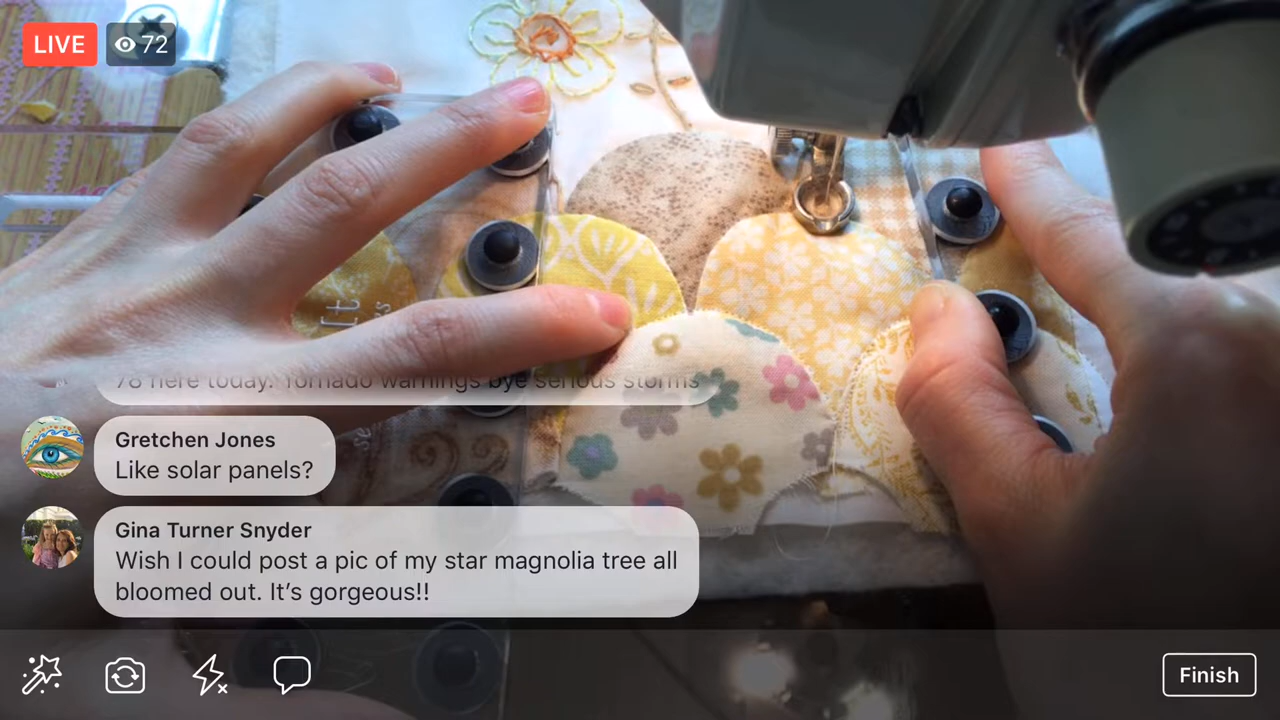 LIVE
72
78 here today. Tornado warnings bye serious storms
Gretchen Jones
Like solar panels?
Gina Turner Snyder
Wish I could post a pic of my star magnolia tree all
bloomed out. It’s gorgeous!!
Finish